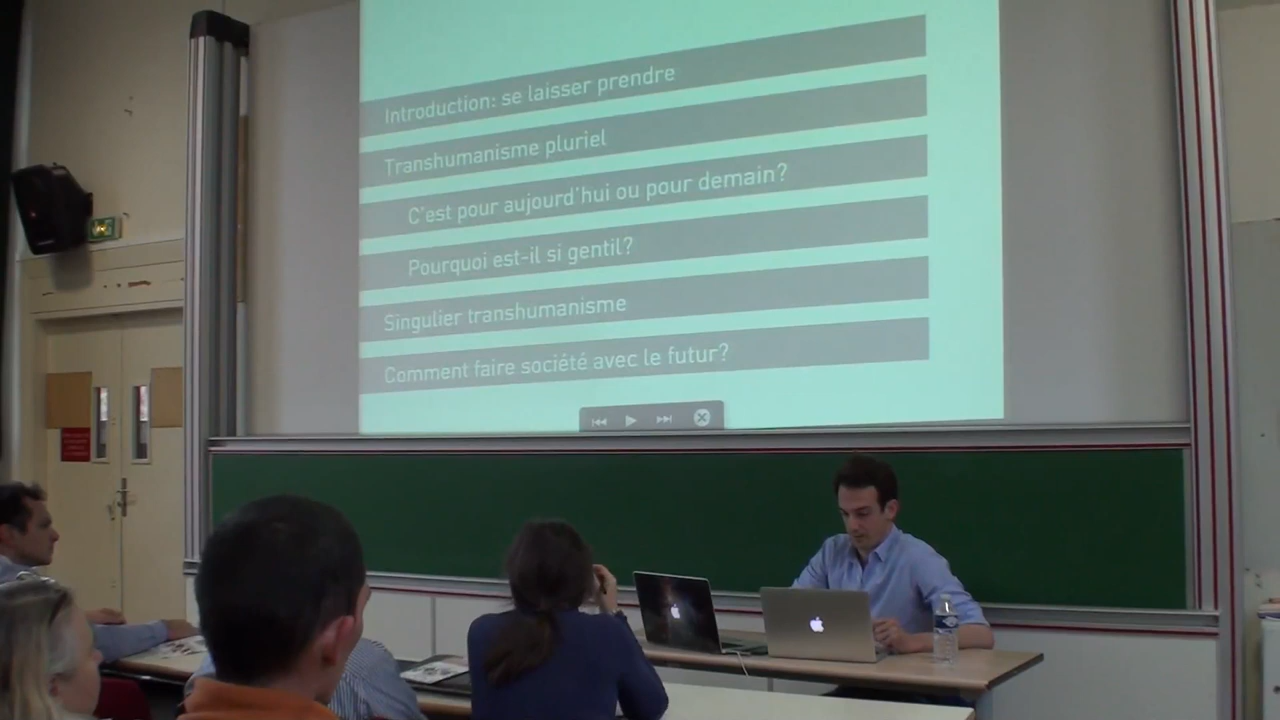 Introduction: se laisser prendre
Transhumanisme pluriel
C'est pour aujourd'hui ou pour demain?
Pourquoi est-il si gentil?
Singulier transhumanisme
Comment faire société avec le futur?